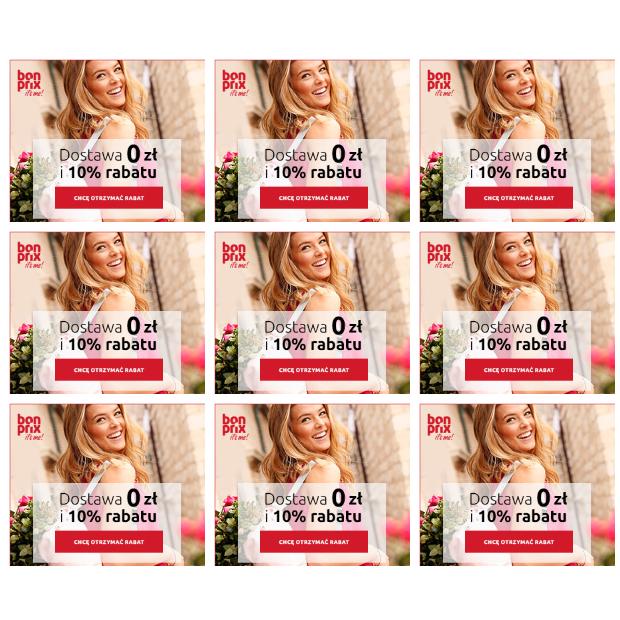 bon
prix
it's me!
Dostawa 0 zł
i 10% rabatu
CHCĘ OTRZYMAĆ RABAT
bon
prix
it's me!
Dostawa 0 zł
i 10% rabatu
CHCĘ OTRZYMAĆ RABAT
bon
prix
it's me!
Dostawa 0 zł
i 10% rabatu
CHCĘ OTRZYMAĆ RABAT
bon
prix
it's me!
Dostawa 0 zł
i 10% rabatu
CHCĘ OTRZYMAĆ RABAT
bon
prix
it's me!
Dostawa 0 zł
i 10% rabatu
CHCĘ OTRZYMAĆ RABAT
bon
prix
it's me!
Dostawa 0 zł
i 10% rabatu
CHCĘ OTRZYMAĆ RABAT
bon
prix
it's me!
Dostawa 0 zł
i 10% rabatu
CHCĘ OTRZYMAĆ RABAT
bon
prix
it's me!
Dostawa 0 zł
i 10% rabatu
CHCĘ OTRZYMAĆ RABAT
bon
prix
it's me!
Dostawa 0 zł
i 10% rabatu
CHCĘ OTRZYMAĆ RABAT